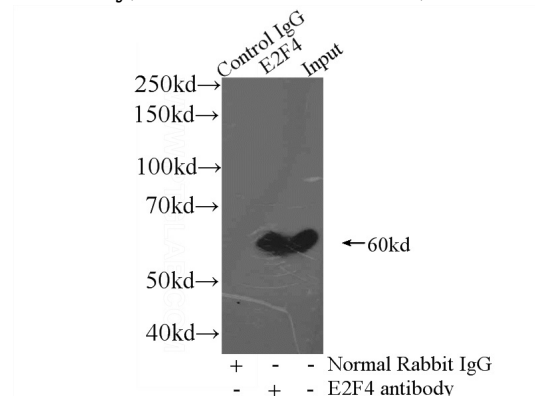 Control IgG
E2F4
Input
250kd→
150kd→
100kd→
70kd→
←60kd
50kd→
40kd→
+ - - Normal Rabbit IgG
- + - E2F4 antibody